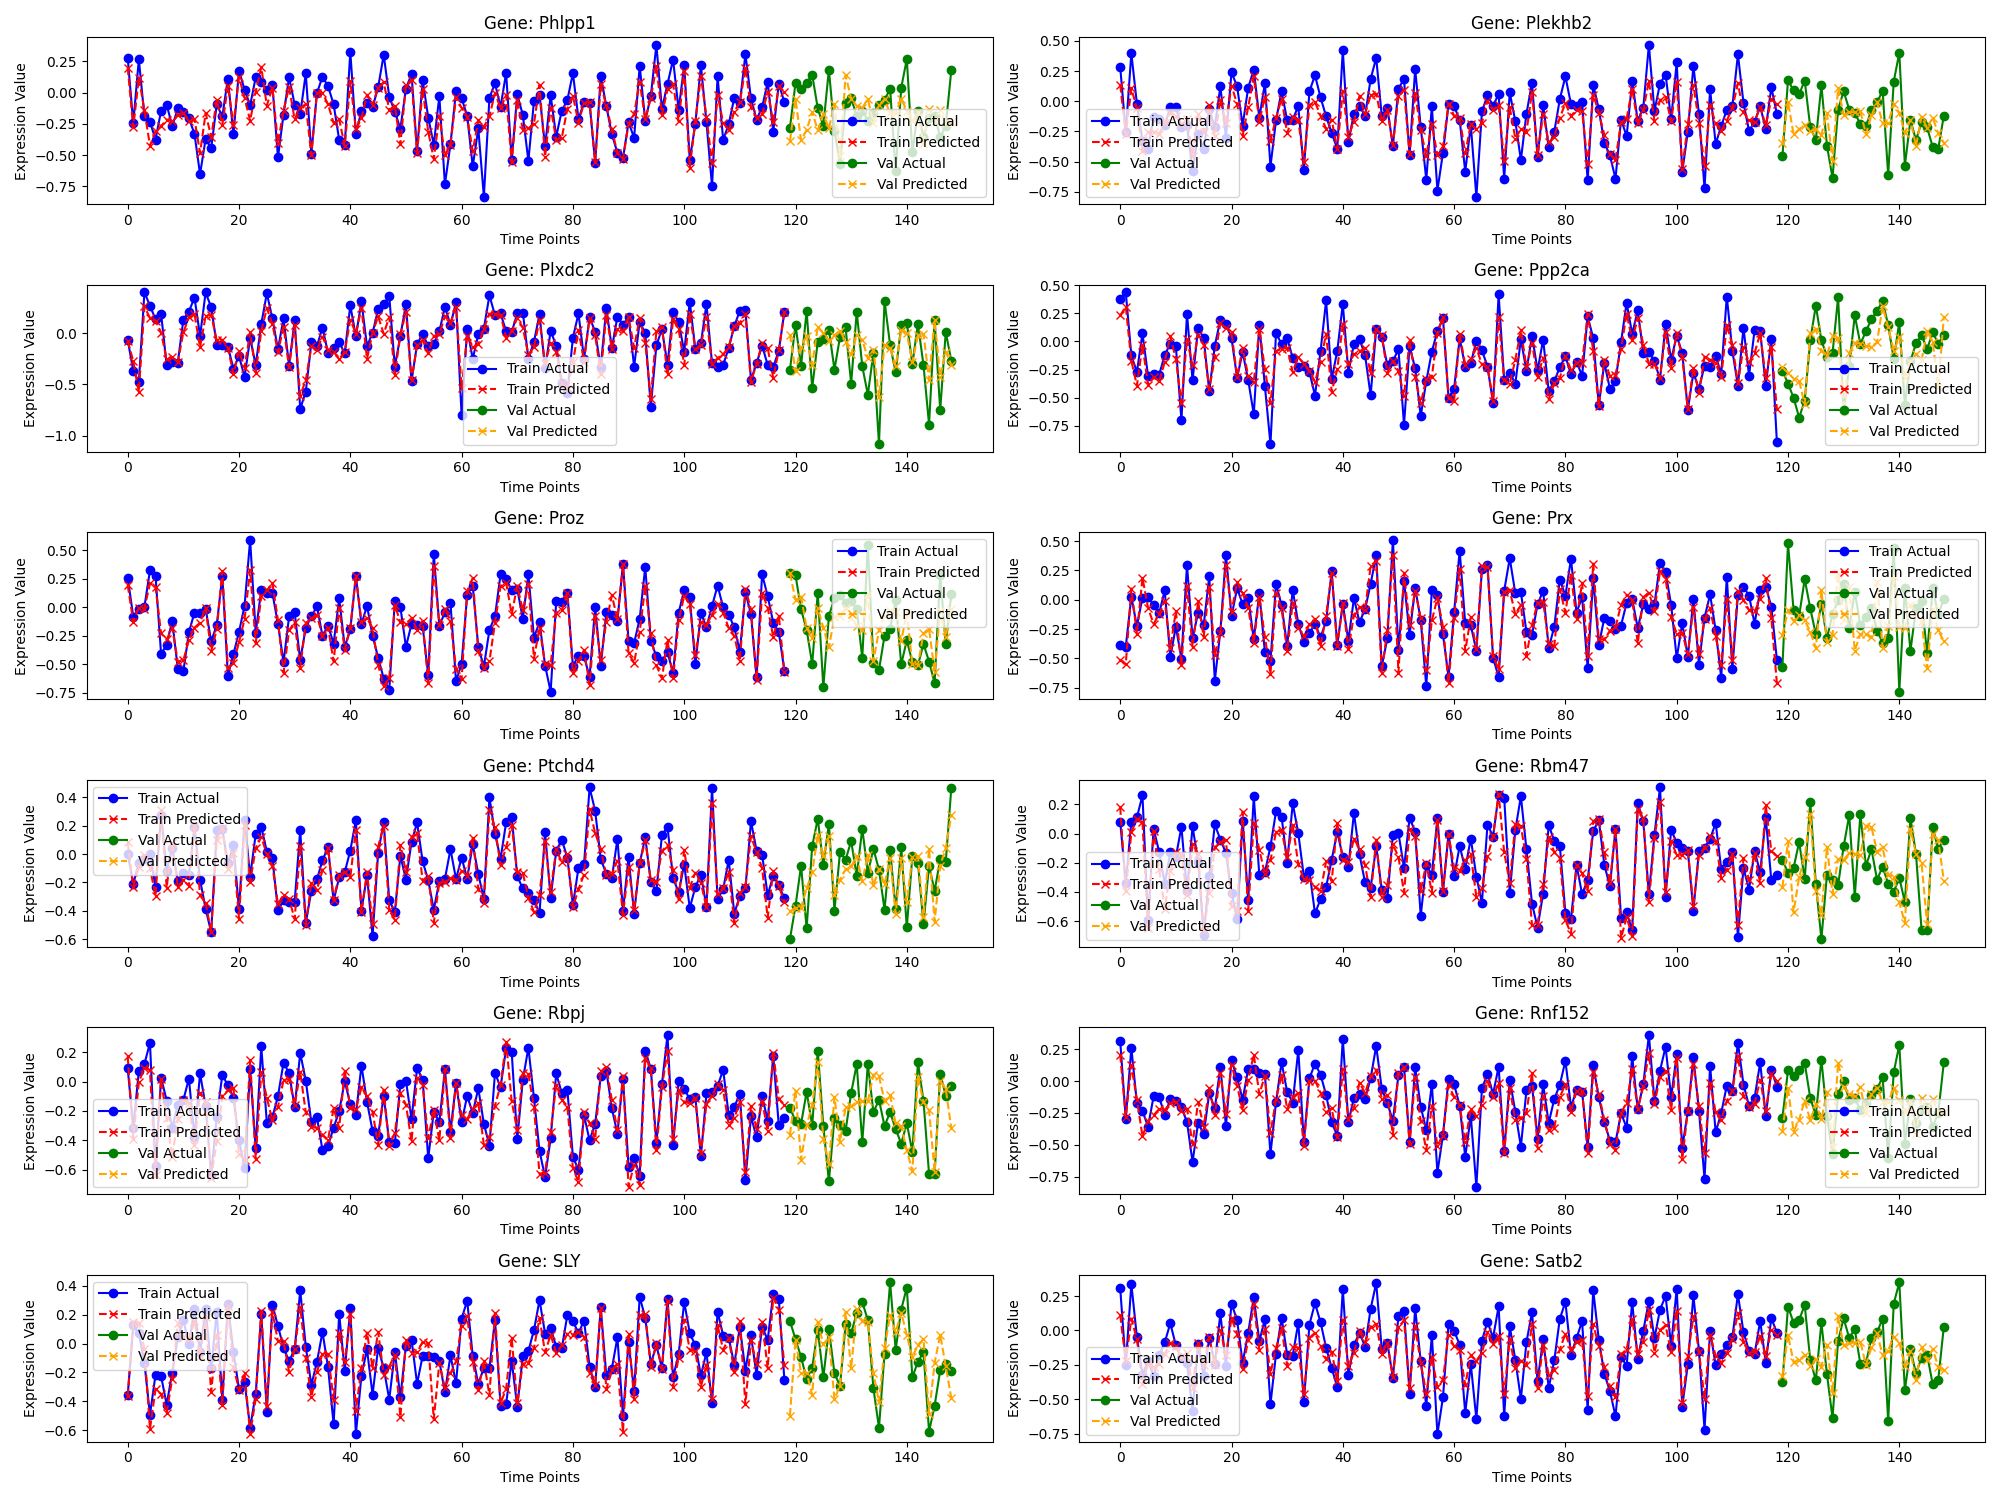 Gene: Phlpp1
Expression Value
0.25
0.00
−0.25
−0.50
−0.75
0 20 40 60 80 100 120 140
Time Points
Train Actual
Train Predicted
Val Actual
Val Predicted
Gene: Plekhb2
Expression Value
0.50
0.25
0.00
−0.25
−0.50
−0.75
0 20 40 60 80 100 120 140
Time Points
Train Actual
Train Predicted
Val Actual
Val Predicted
Gene: Plxdc2
Expression Value
0.0
−0.5
−1.0
0 20 40 60 80 100 120 140
Time Points
Train Actual
Train Predicted
Val Actual
Val Predicted
Gene: Ppp2ca
Expression Value
0.50
0.25
0.00
−0.25
−0.50
−0.75
0 20 40 60 80 100 120 140
Time Points
Train Actual
Train Predicted
Val Actual
Val Predicted
Gene: Proz
Expression Value
0.50
0.25
0.00
−0.25
−0.50
−0.75
0 20 40 60 80 100 120 140
Time Points
Train Actual
Train Predicted
Val Actual
Val Predicted
Gene: Prx
Expression Value
0.50
0.25
0.00
−0.25
−0.50
−0.75
0 20 40 60 80 100 120 140
Time Points
Train Actual
Train Predicted
Val Actual
Val Predicted
Gene: Ptchd4
Expression Value
0.4
0.2
0.0
−0.2
−0.4
−0.6
0 20 40 60 80 100 120 140
Time Points
Train Actual
Train Predicted
Val Actual
Val Predicted
Gene: Rbm47
Expression Value
0.2
0.0
−0.2
−0.4
−0.6
0 20 40 60 80 100 120 140
Time Points
Train Actual
Train Predicted
Val Actual
Val Predicted
Gene: Rbpj
Expression Value
0.2
0.0
−0.2
−0.4
−0.6
0 20 40 60 80 100 120 140
Time Points
Train Actual
Train Predicted
Val Actual
Val Predicted
Gene: Rnf152
Expression Value
0.25
0.00
−0.25
−0.50
−0.75
0 20 40 60 80 100 120 140
Time Points
Train Actual
Train Predicted
Val Actual
Val Predicted
Gene: SLY
Expression Value
0.4
0.2
0.0
−0.2
−0.4
−0.6
0 20 40 60 80 100 120 140
Time Points
Train Actual
Train Predicted
Val Actual
Val Predicted
Gene: Satb2
Expression Value
0.25
0.00
−0.25
−0.50
−0.75
0 20 40 60 80 100 120 140
Time Points
Train Actual
Train Predicted
Val Actual
Val Predicted